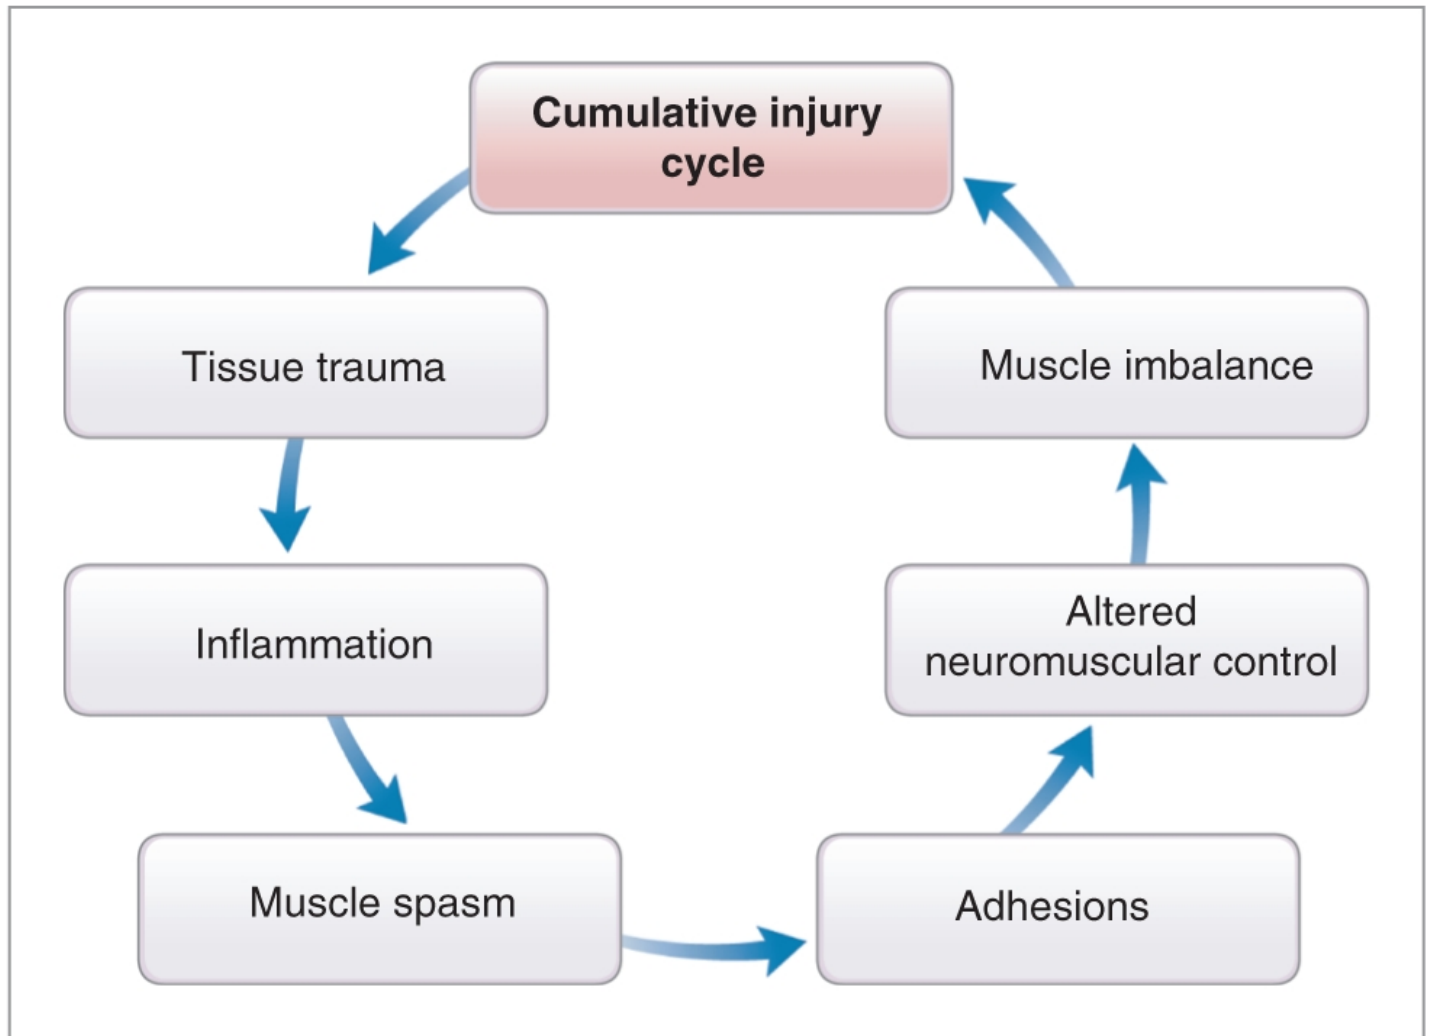 Cumulative injury
cycle
Tissue trauma
Inflammation
Muscle spasm
Adhesions
Altered
neuromuscular control
Muscle imbalance